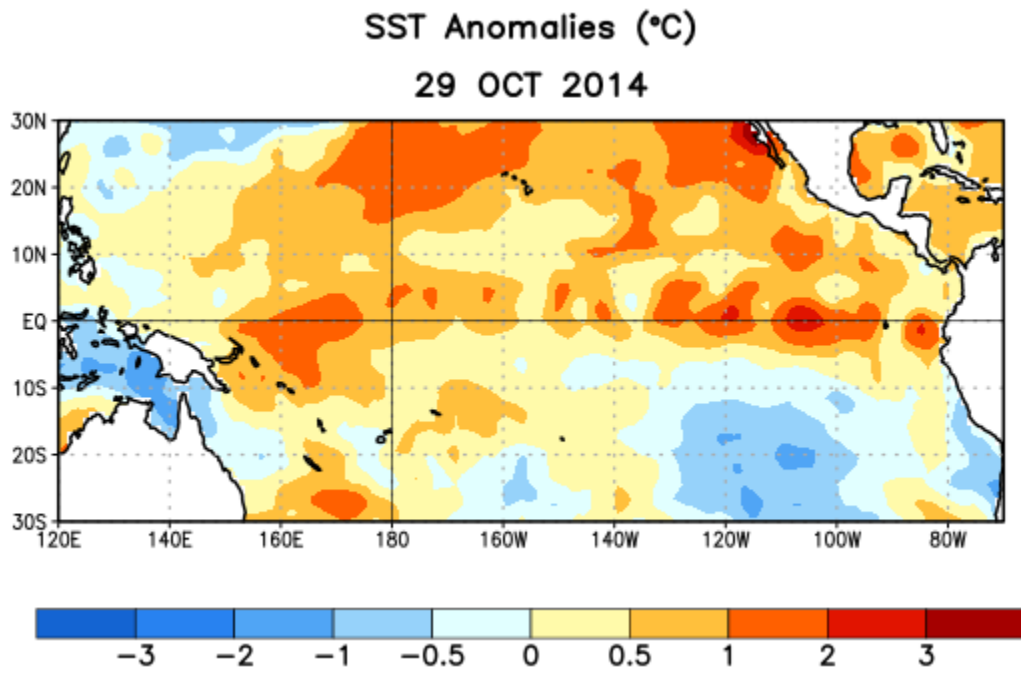 SST Anomalies (°C)
29 OCT 2014
30N
20N
10N
EQ
10S
20S
30S
120E 140E 160E 180 160W 140W 120W 100W 80W
−3 −2 −1 −0.5 0 0.5 1 2 3